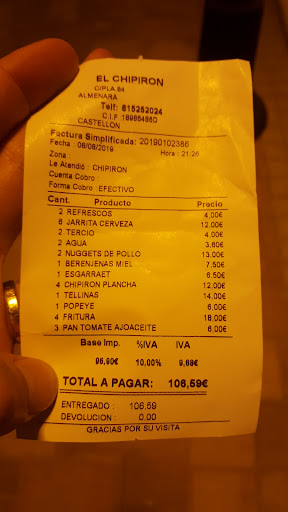 EL CHIPIRON
C/PLA 84
ALMENARA
Telf: 615252024
C.I.F 18965456D
CASTELLON
Factura Simplificada: 20190102386
Fecha : 08/08/2019 Hora : 21:26
Zona :
Le Atendió : CHIPIRON
Cuenta Cobro :
Forma Cobro : EFECTIVO
Cant. Producto Precio
2 REFRESCOS 4,00€
6 JARRITA CERVEZA 12,00€
2 TERCIO 4,00€
2 AGUA 3,60€
2 NUGGETS DE POLLO 13,00€
1 BERENJENAS MIEL 7,50€
1 ESGARRAET 6,50€
4 CHIPIRON PLANCHA 12,00€
1 TELLINAS 14,00€
1 POPEYE 6,00€
4 FRITURA 18,00€
3 PAN TOMATE AJOACEITE 6,00€
Base Imp. %IVA IVA
96,90€ 10,00% 9,69€
TOTAL A PAGAR: 106,59€
ENTREGADO : 106,59
DEVOLUCION : 0.00
GRACIAS POR SU VISITA